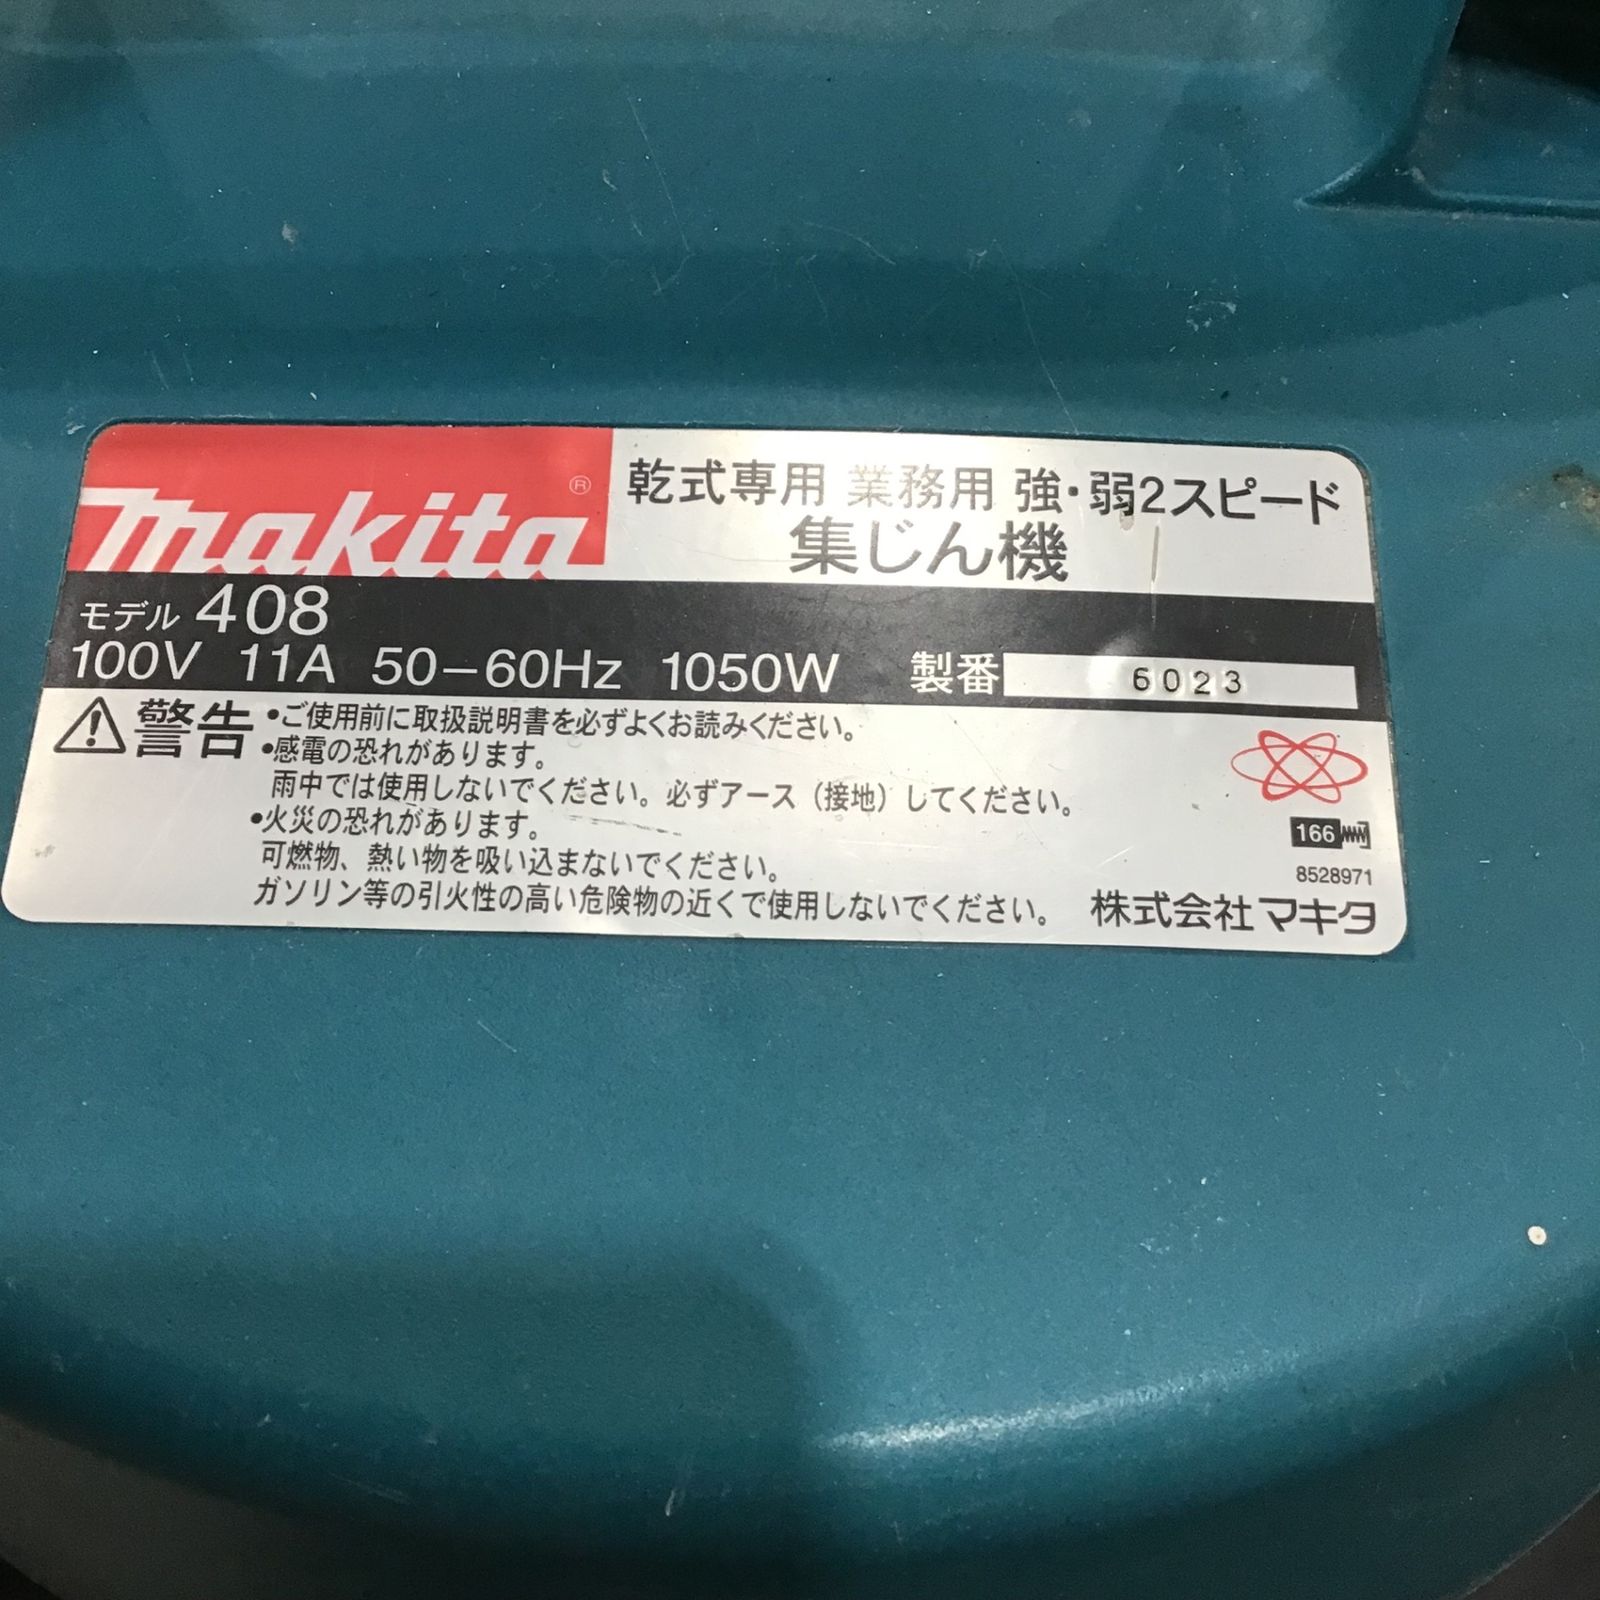 makita®
乾式専用 業務用 強・弱2スピード
集じん機
モデル 408
100V 11A 50－60Hz 1050W 製番 6023
警告 •ご使用前に取扱説明書を必ずよくお読みください。
•感電の恐れがあります。
雨中では使用しないでください。必ずアース（接地）してください。
•火災の恐れがあります。
可燃物、熱い物を吸い込まないでください。
ガソリン等の引火性の高い危険物の近くで使用しないでください。
166
8528971
株式会社マキタ